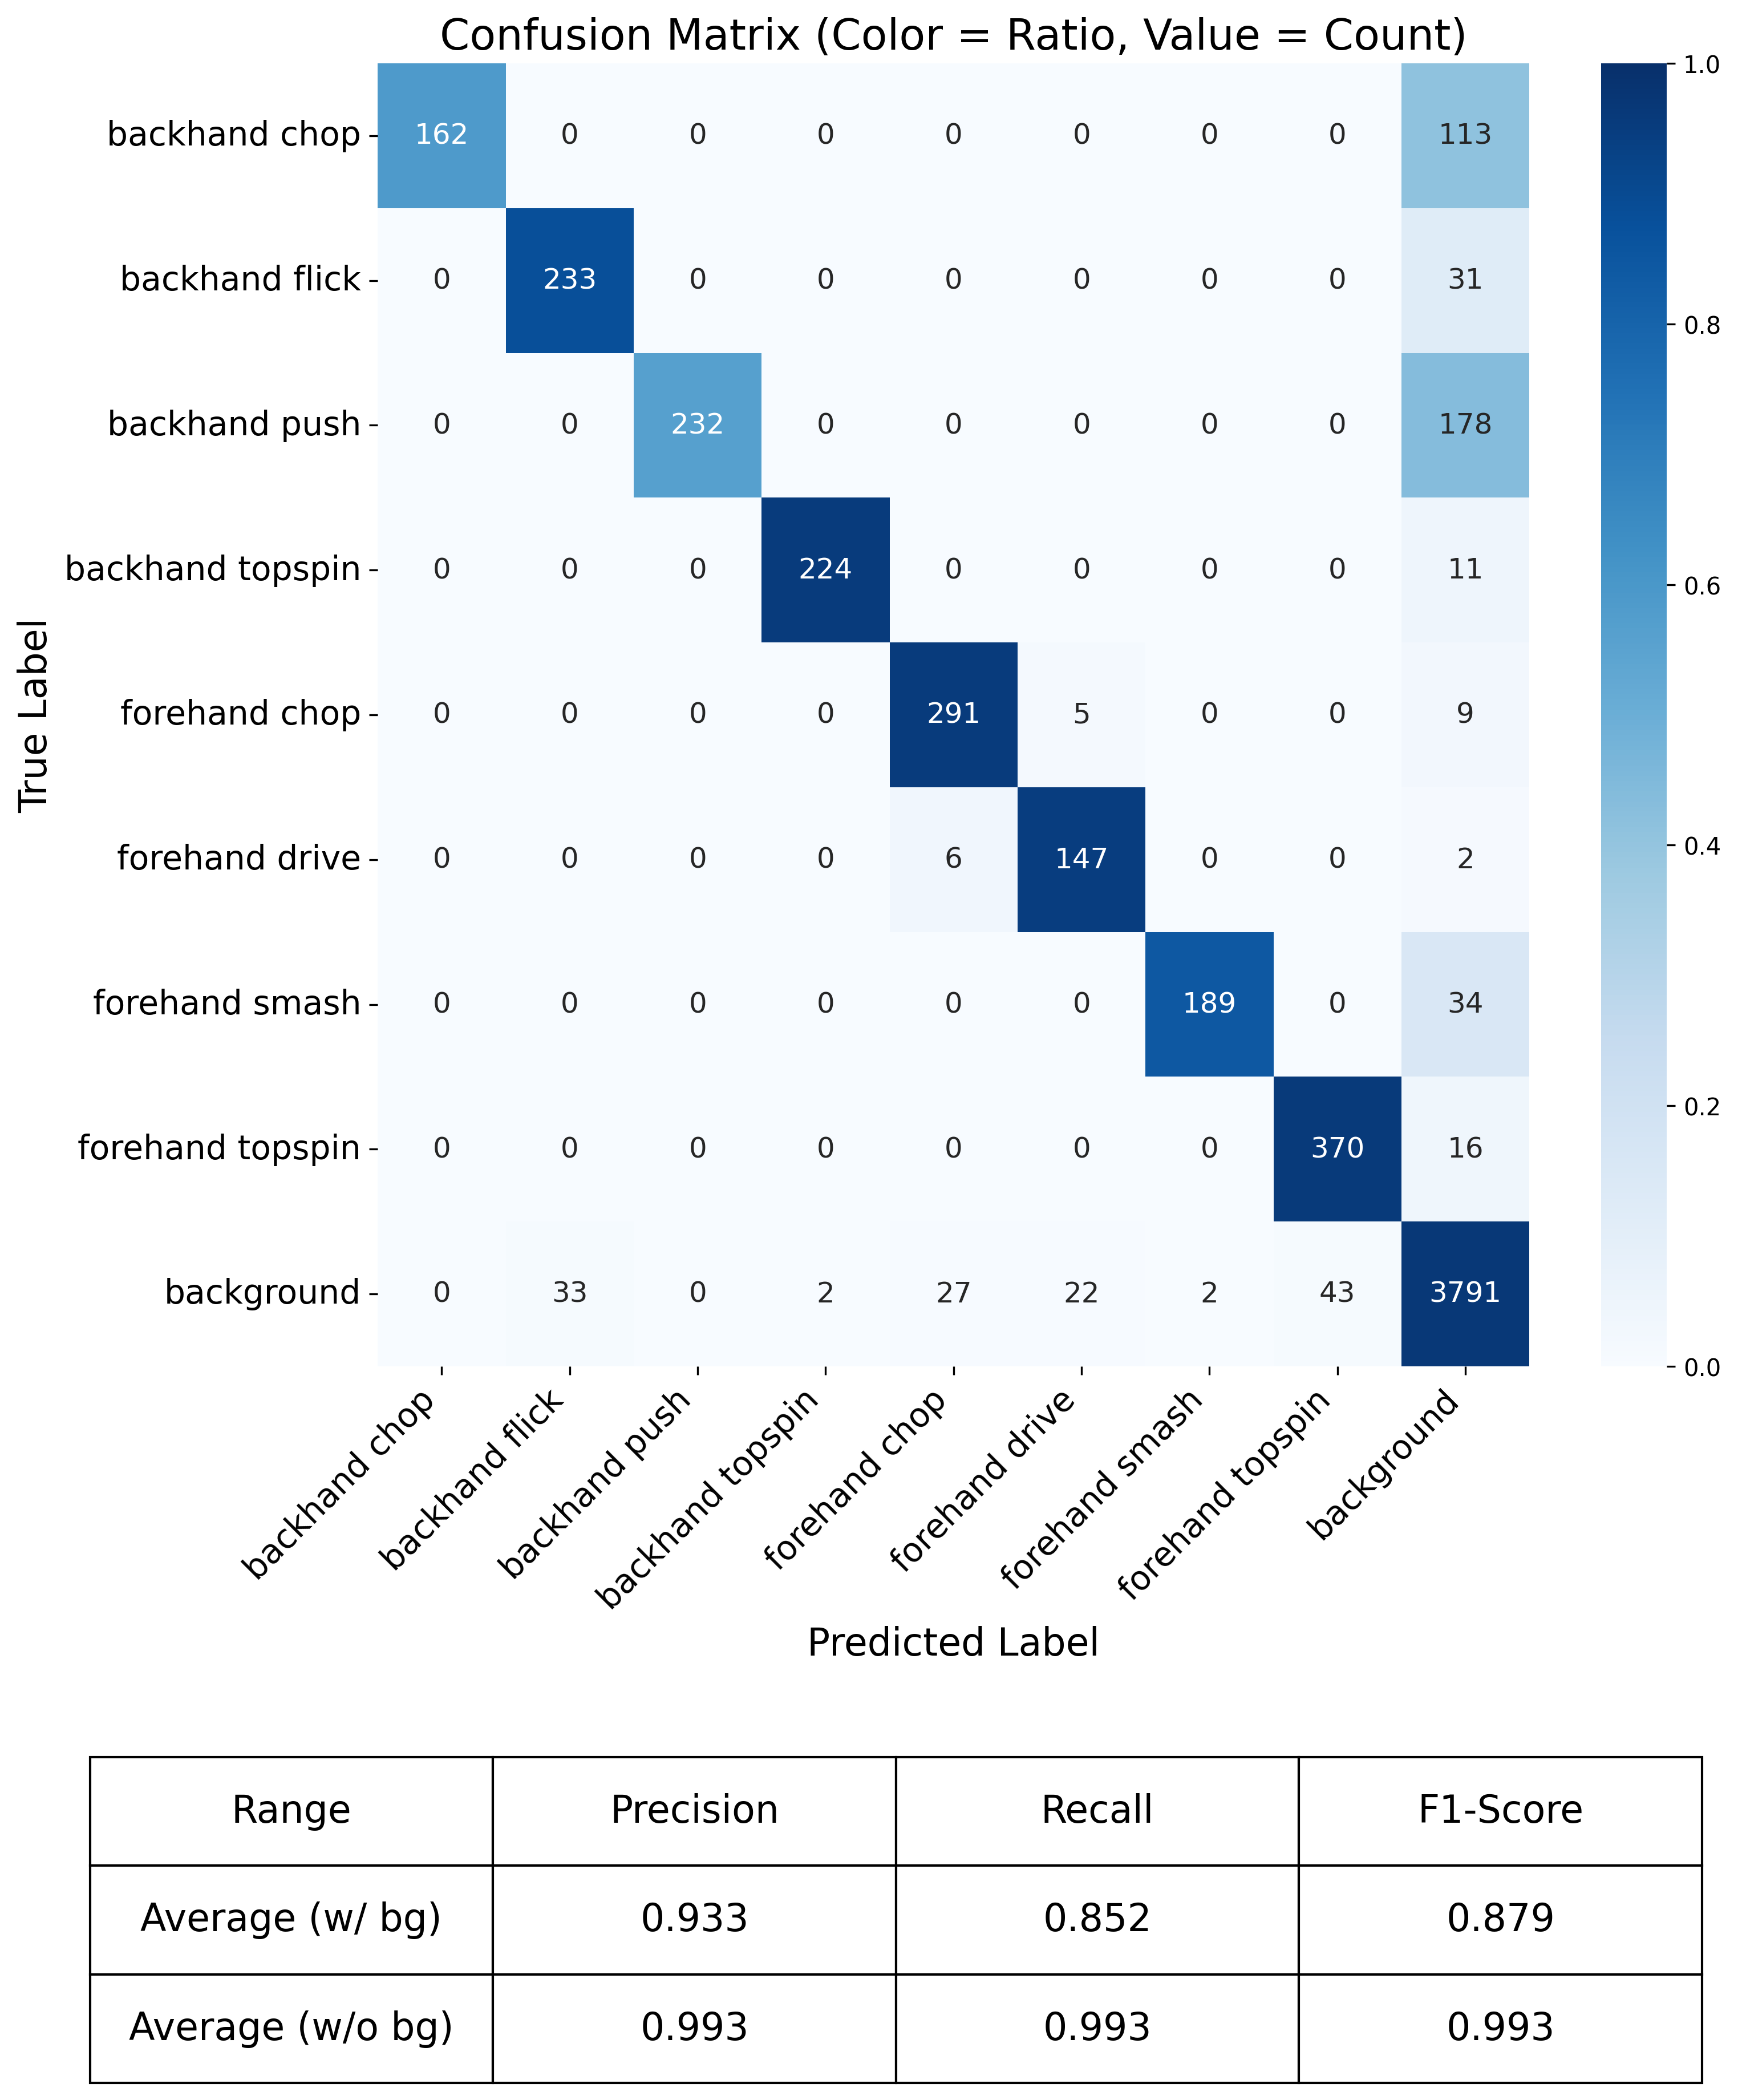 Confusion Matrix (Color = Ratio, Value = Count)
True Label
backhand chop 162 0 0 0 0 0 0 0 113
backhand flick 0 233 0 0 0 0 0 0 31
backhand push 0 0 232 0 0 0 0 0 178
backhand topspin 0 0 0 224 0 0 0 0 11
forehand chop 0 0 0 0 291 5 0 0 9
forehand drive 0 0 0 0 6 147 0 0 2
forehand smash 0 0 0 0 0 0 189 0 34
forehand topspin 0 0 0 0 0 0 0 370 16
background 0 33 0 2 27 22 2 43 3791
backhand chop
backhand flick
backhand push
backhand topspin
forehand chop
forehand drive
forehand smash
forehand topspin
background
Predicted Label
1.0
0.8
0.6
0.4
0.2
0.0
Range Precision Recall F1-Score
Average (w/ bg) 0.933 0.852 0.879
Average (w/o bg) 0.993 0.993 0.993